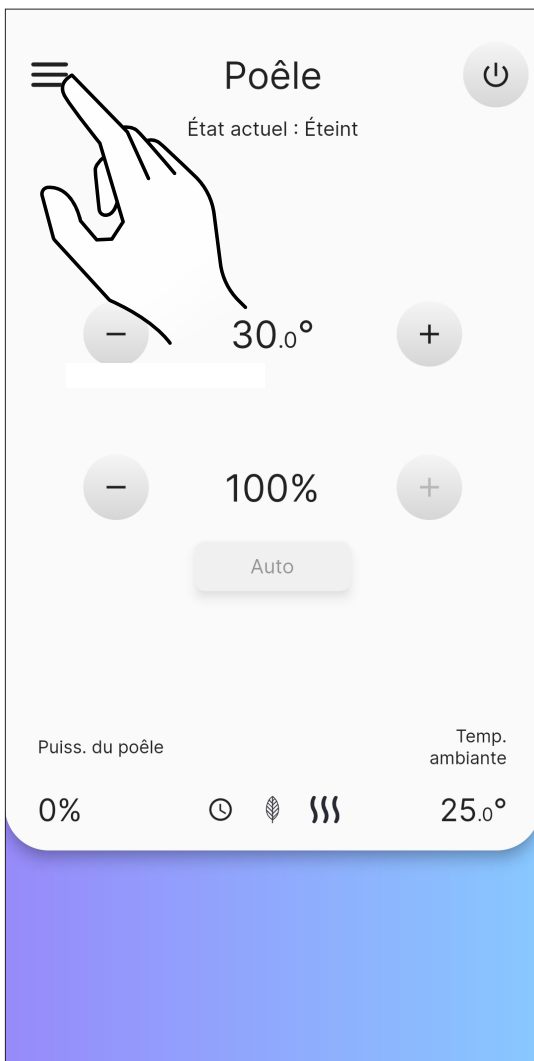 Poêle
État actuel : Éteint
30.0°
100%
Auto
Puiss. du poêle
Temp.
ambiante
0%
25.0°